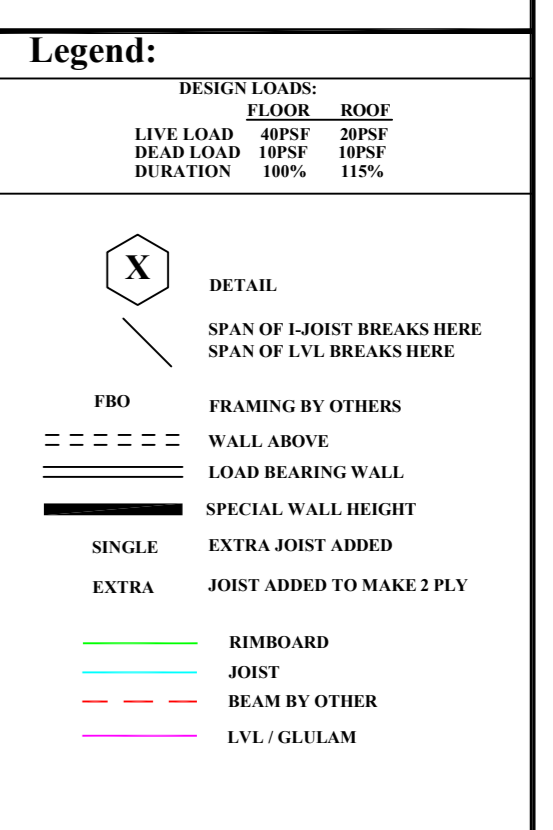 Legend:
DESIGN LOADS:
FLOOR ROOF
LIVE LOAD 40PSF 20PSF
DEAD LOAD 10PSF 10PSF
DURATION 100% 115%
X DETAIL
SPAN OF I-JOIST BREAKS HERE
SPAN OF LVL BREAKS HERE
FBO FRAMING BY OTHERS
WALL ABOVE
LOAD BEARING WALL
SPECIAL WALL HEIGHT
SINGLE EXTRA JOIST ADDED
EXTRA JOIST ADDED TO MAKE 2 PLY
RIMBOARD
JOIST
BEAM BY OTHER
LVL / GLULAM